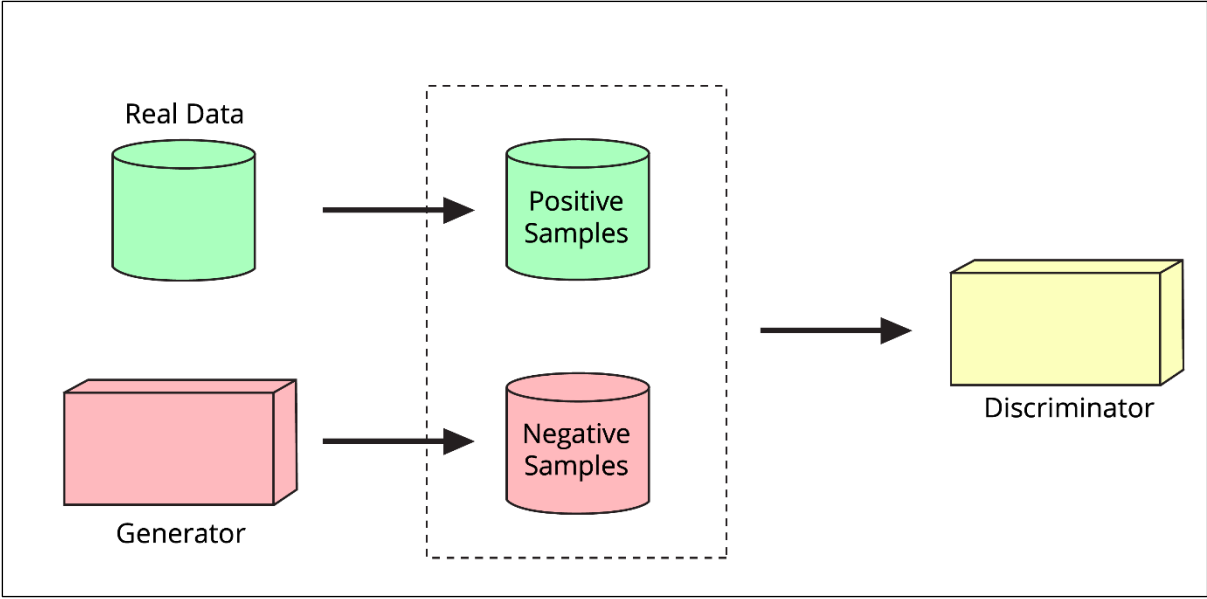 Real Data
Positive
Samples
Negative
Samples
Generator
Discriminator